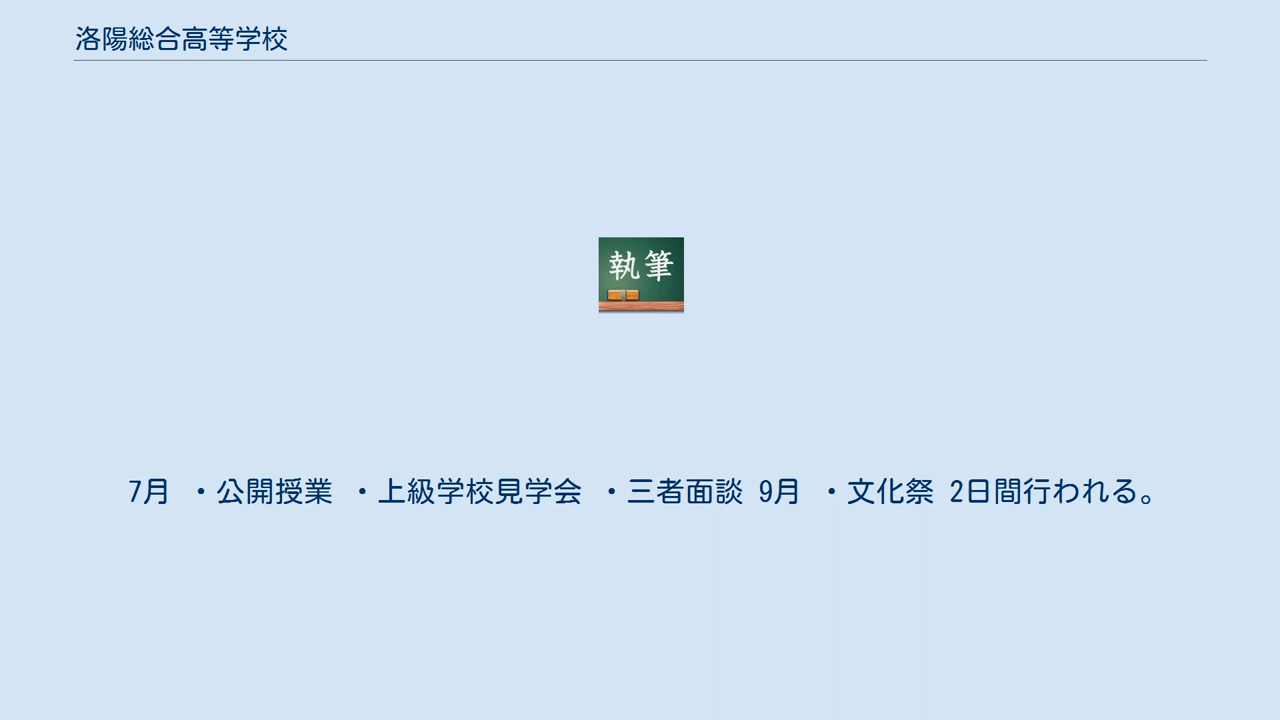 洛陽総合高等学校
執筆
7月 ・公開授業 ・上級学校見学会 ・三者面談 9月 ・文化祭 2日間行われる。